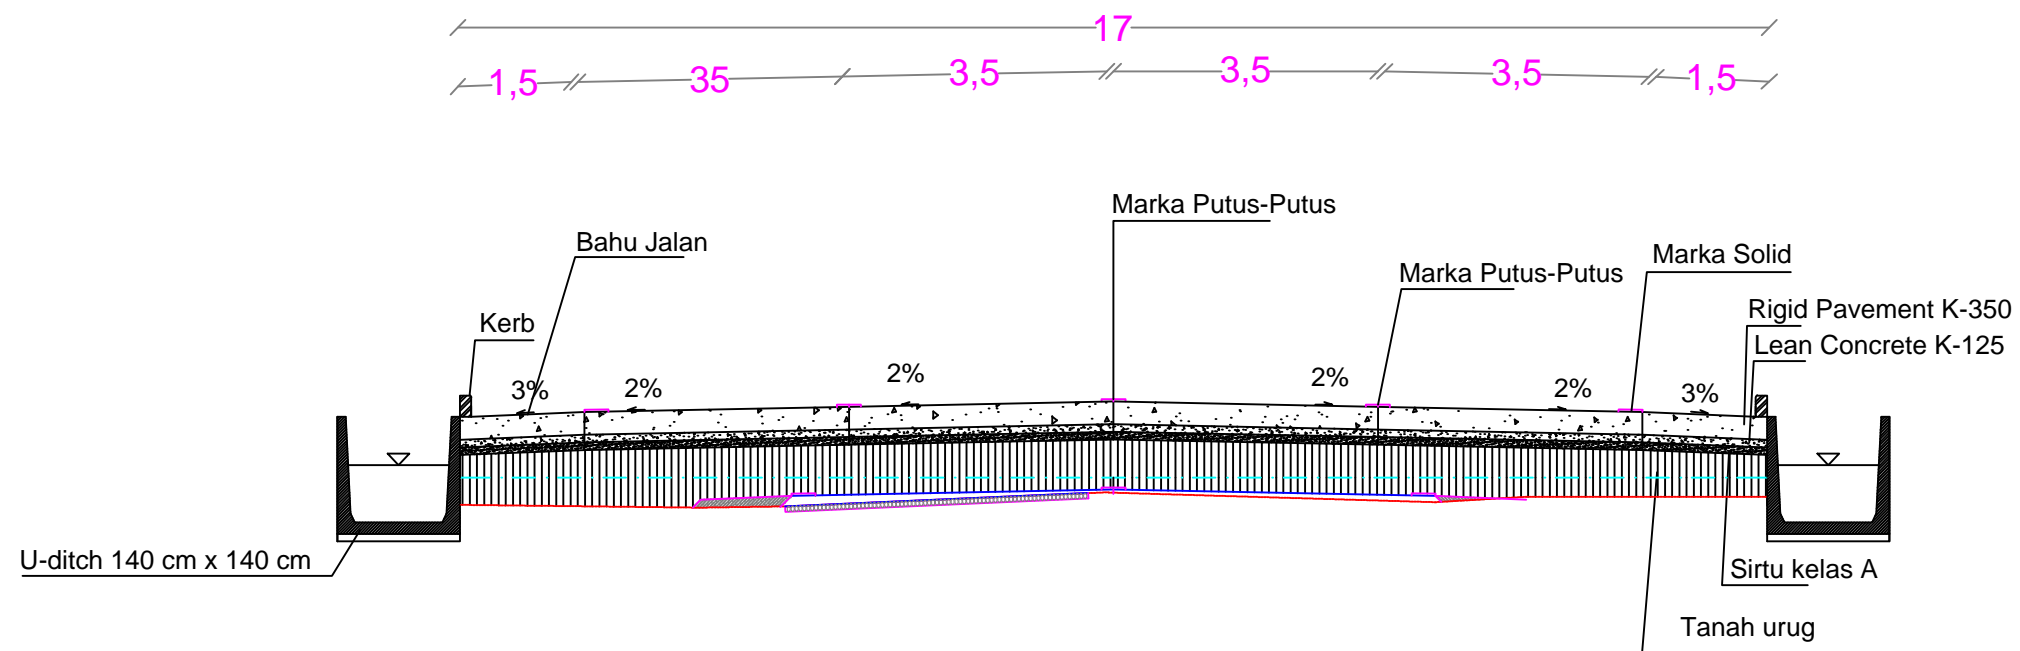 17
1,5 35 3,5 3,5 3,5 1,5
Marka Putus-Putus
Bahu Jalan
Marka Solid
Marka Putus-Putus
Rigid Pavement K-350
Kerb
Lean Concrete K-125
3% 2% 2% 2% 2% 3%
U-ditch 140 cm x 140 cm
Sirtu kelas A
Tanah urug